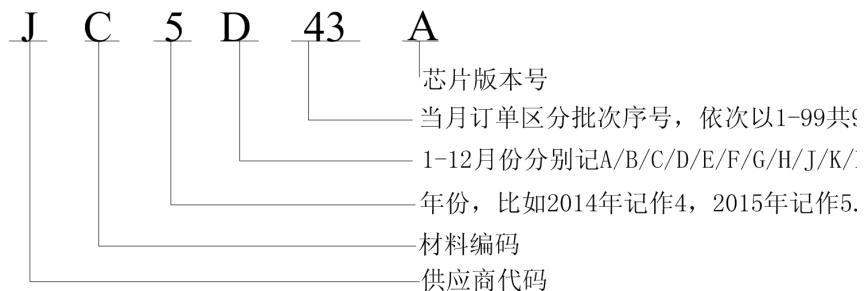 J C 5 D 43 A
芯片版本号
当月订单区分批次序号，依次以1-99共9
1-12月份分别记A/B/C/D/E/F/G/H/J/K/
年份，比如2014年记作4，2015年记作5.
材料编码
供应商代码